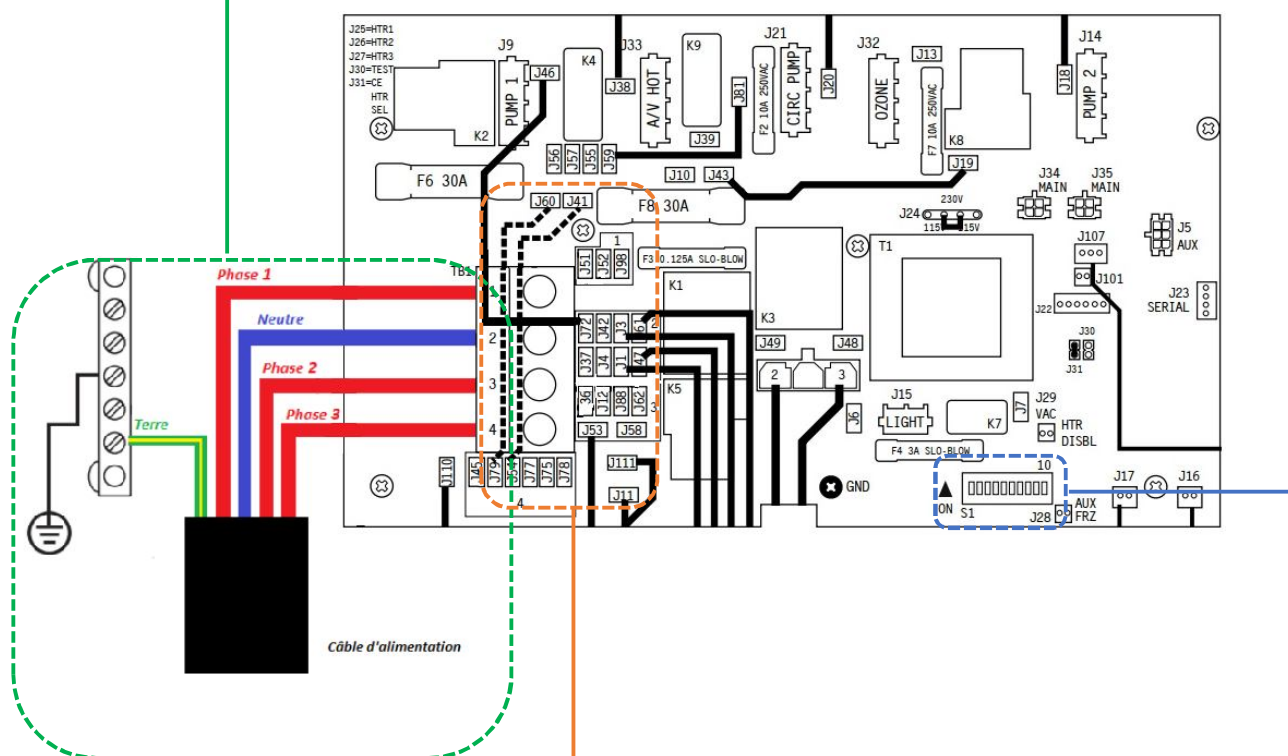 J25=HTR1
J26=HTR2
J27=HTR3
J30=TEST
J31=CE
HTR
SEL
J9
PUMP 1
K2
J46
K4
J33
J38
A/V HOT
K9
J39
J81
J21
F2 10A 250VAC
CIRC PUMP
J20
J32
OZONE
J13
F7 10A 250VAC
K8
J18
J14
PUMP 2
J56
J57
J55
J59
J10
J43
J19
F6 30A
F8 30A
J60
J41
230V
J24
115V
J34
MAIN
J35
MAIN
J5
AUX
1
J51
J52
J98
F3 0.125A SLO-BLOW
T1
J107
J101
J22
J23
SERIAL
TB1
K1
K3
1
2
3
4
J72
J42
J3
J37
J4
J1
J47
J12
J88
J62
3
J53
J58
K5
J49
J48
2
3
J30
J31
J15
LIGHT
K7
J7
J6
J29
VAC
HTR
DISBL
F4 3A SLO-BLOW
J110
J45
J79
J77
J75
J78
4
J111
J11
GND
10
ON
S1
J28
AUX
FRZ
J17
J16
Phase 1
Neutre
Phase 2
Phase 3
Terre
Câble d'alimentation